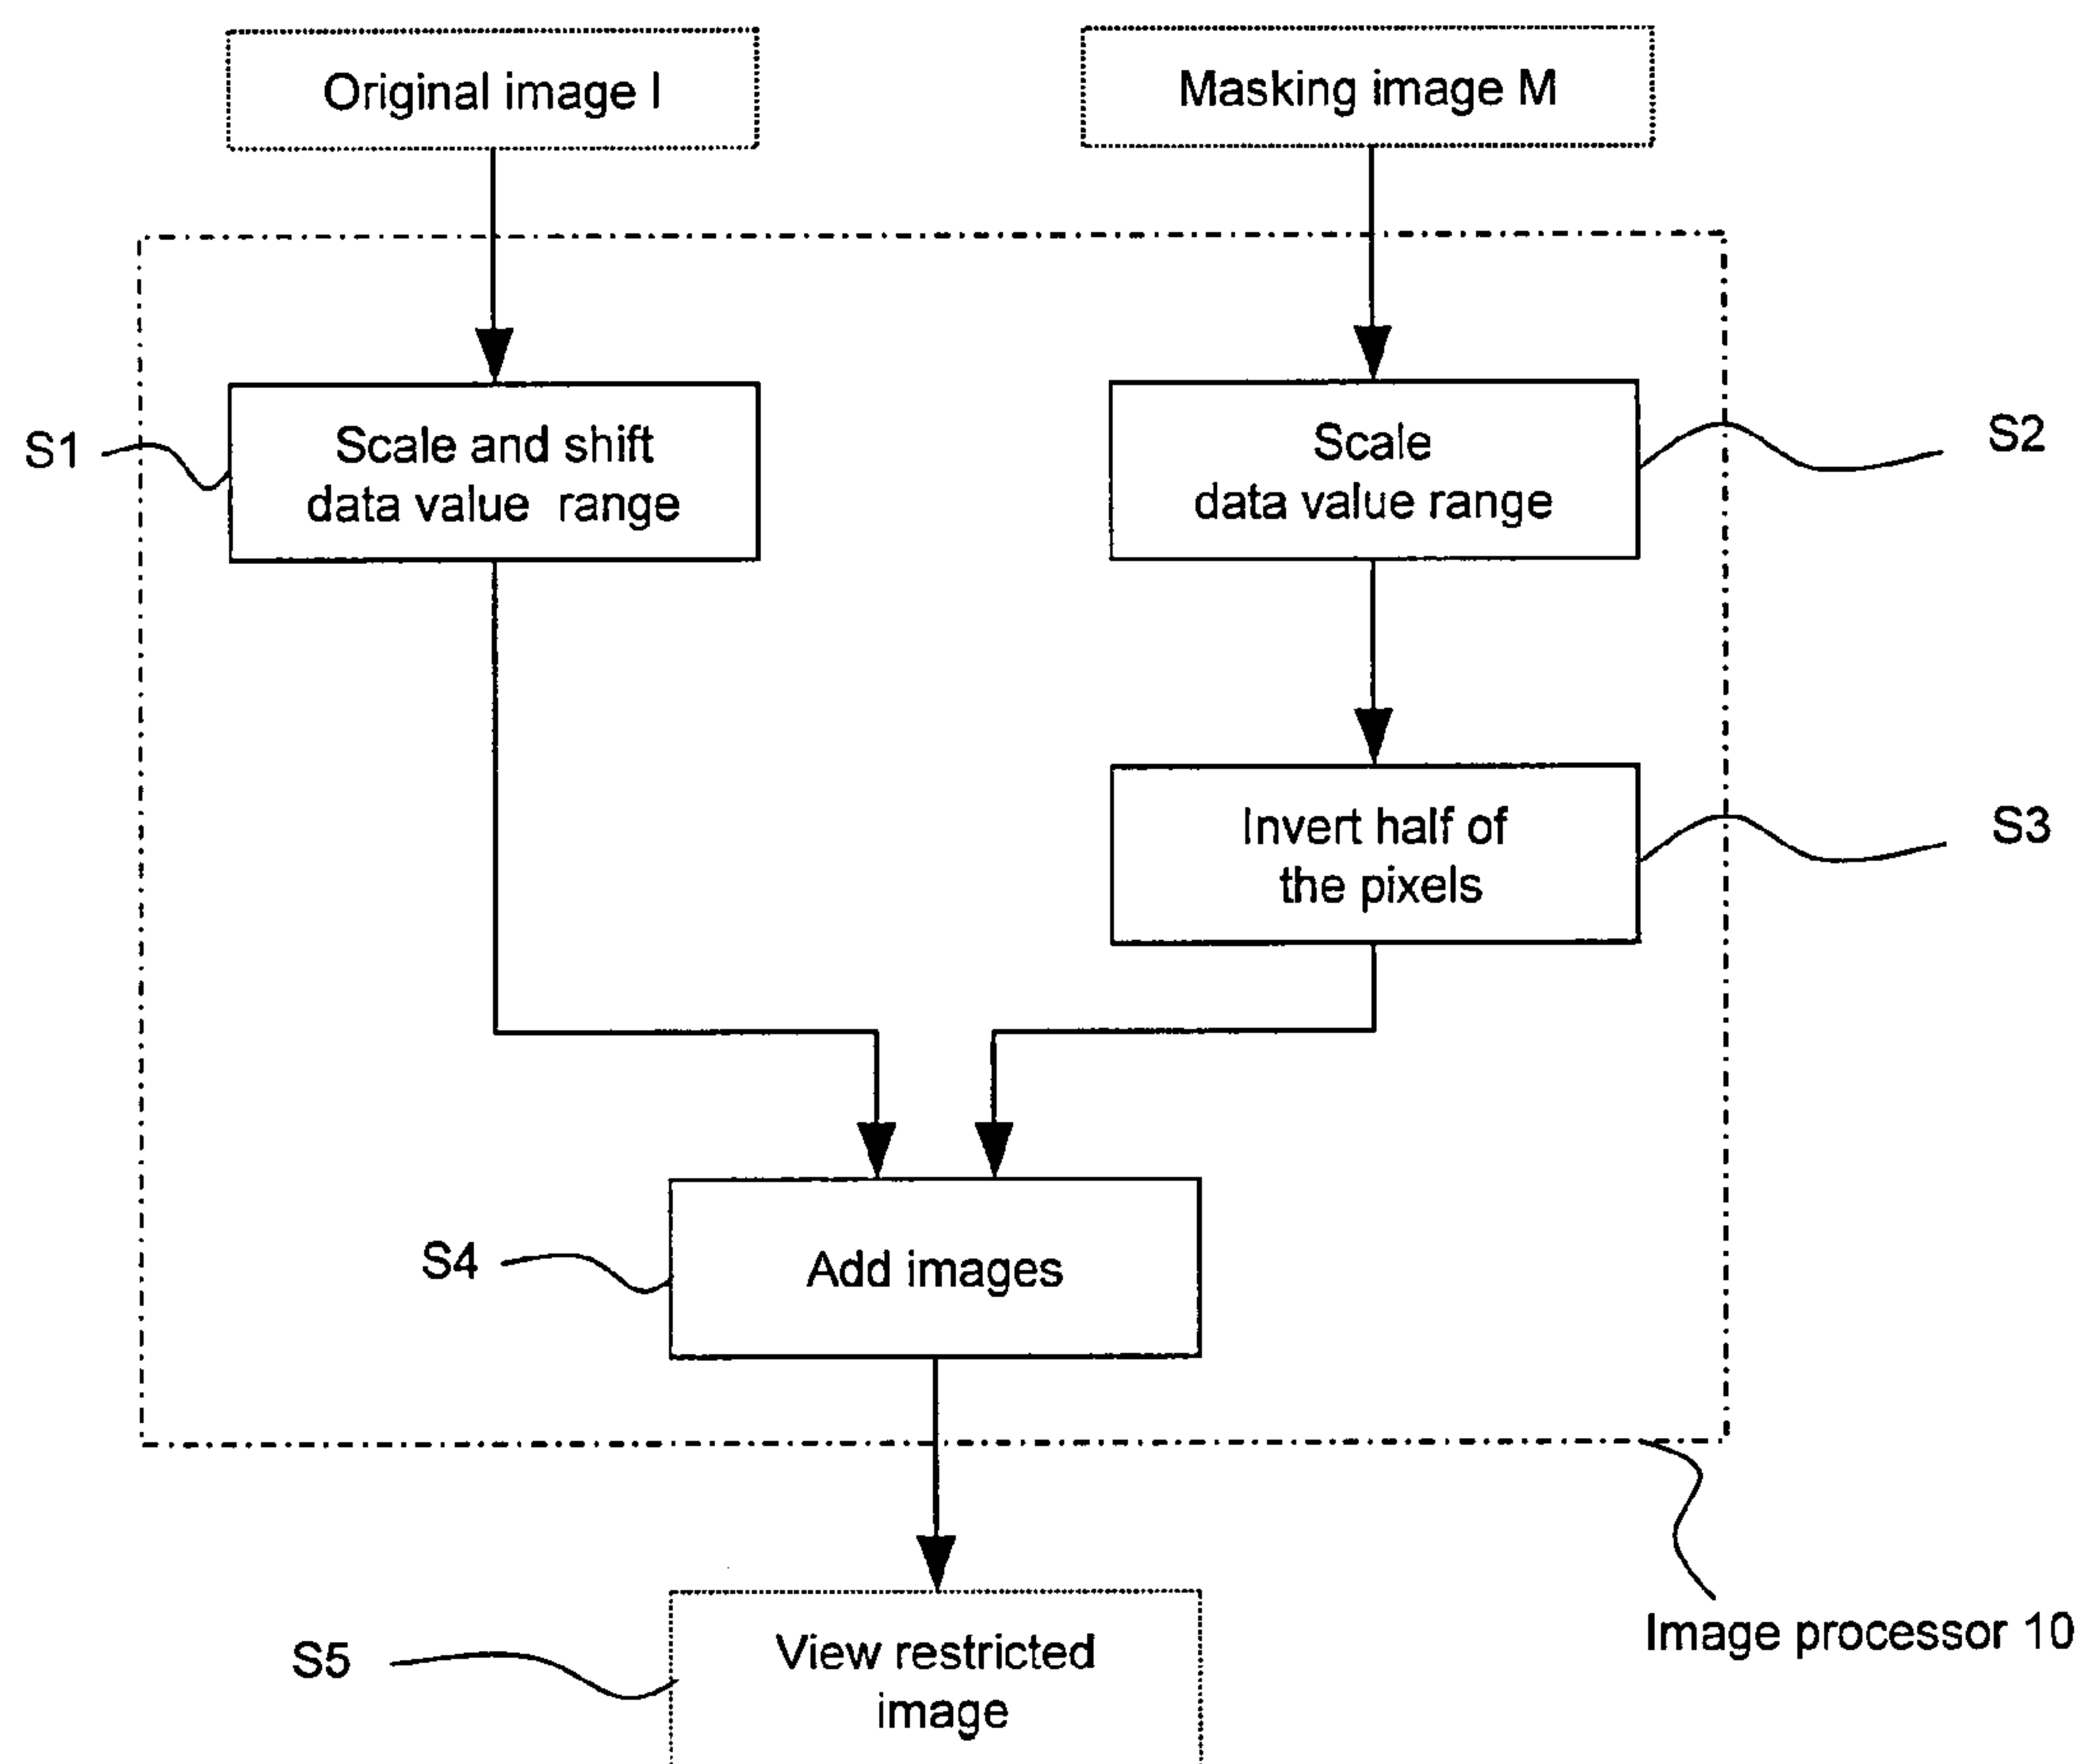 Original image I
Masking image M
S1
Scale and shift
data value range
Scale
data value range
S2
Invert half of
the pixels
S3
S4
Add images
S5
View restricted
image
Image processor 10